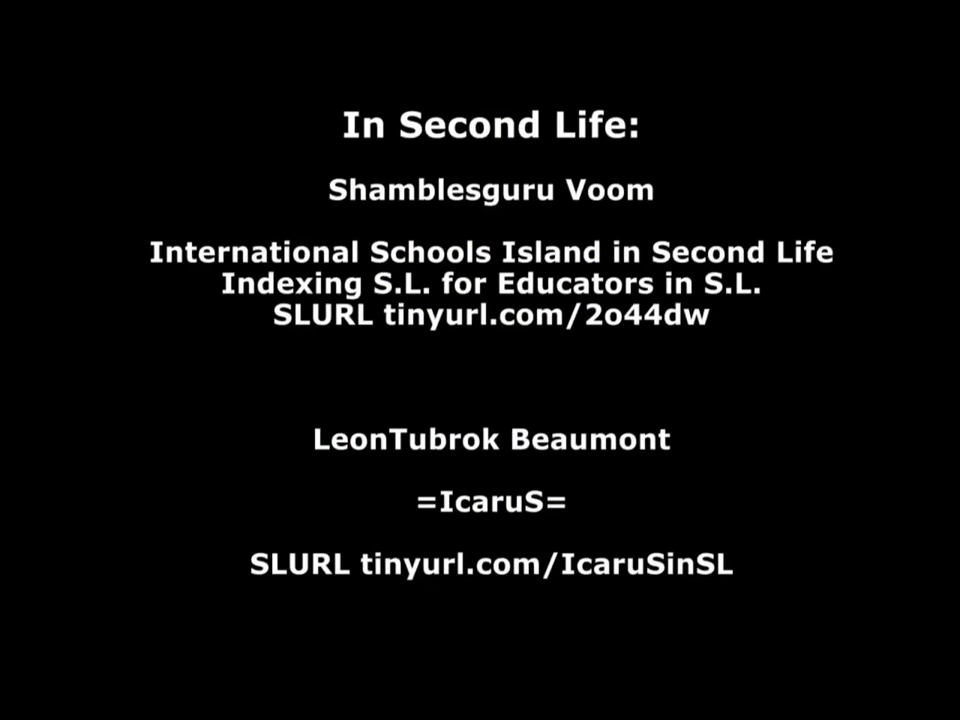 In Second Life:
Shamblesguru Voom
International Schools Island in Second Life
Indexing S.L. for Educators in S.L.
SLURL tinyurl.com/2o44dw
LeonTubrok Beaumont
=IcaruS=
SLURL tinyurl.com/IcaruSinSL